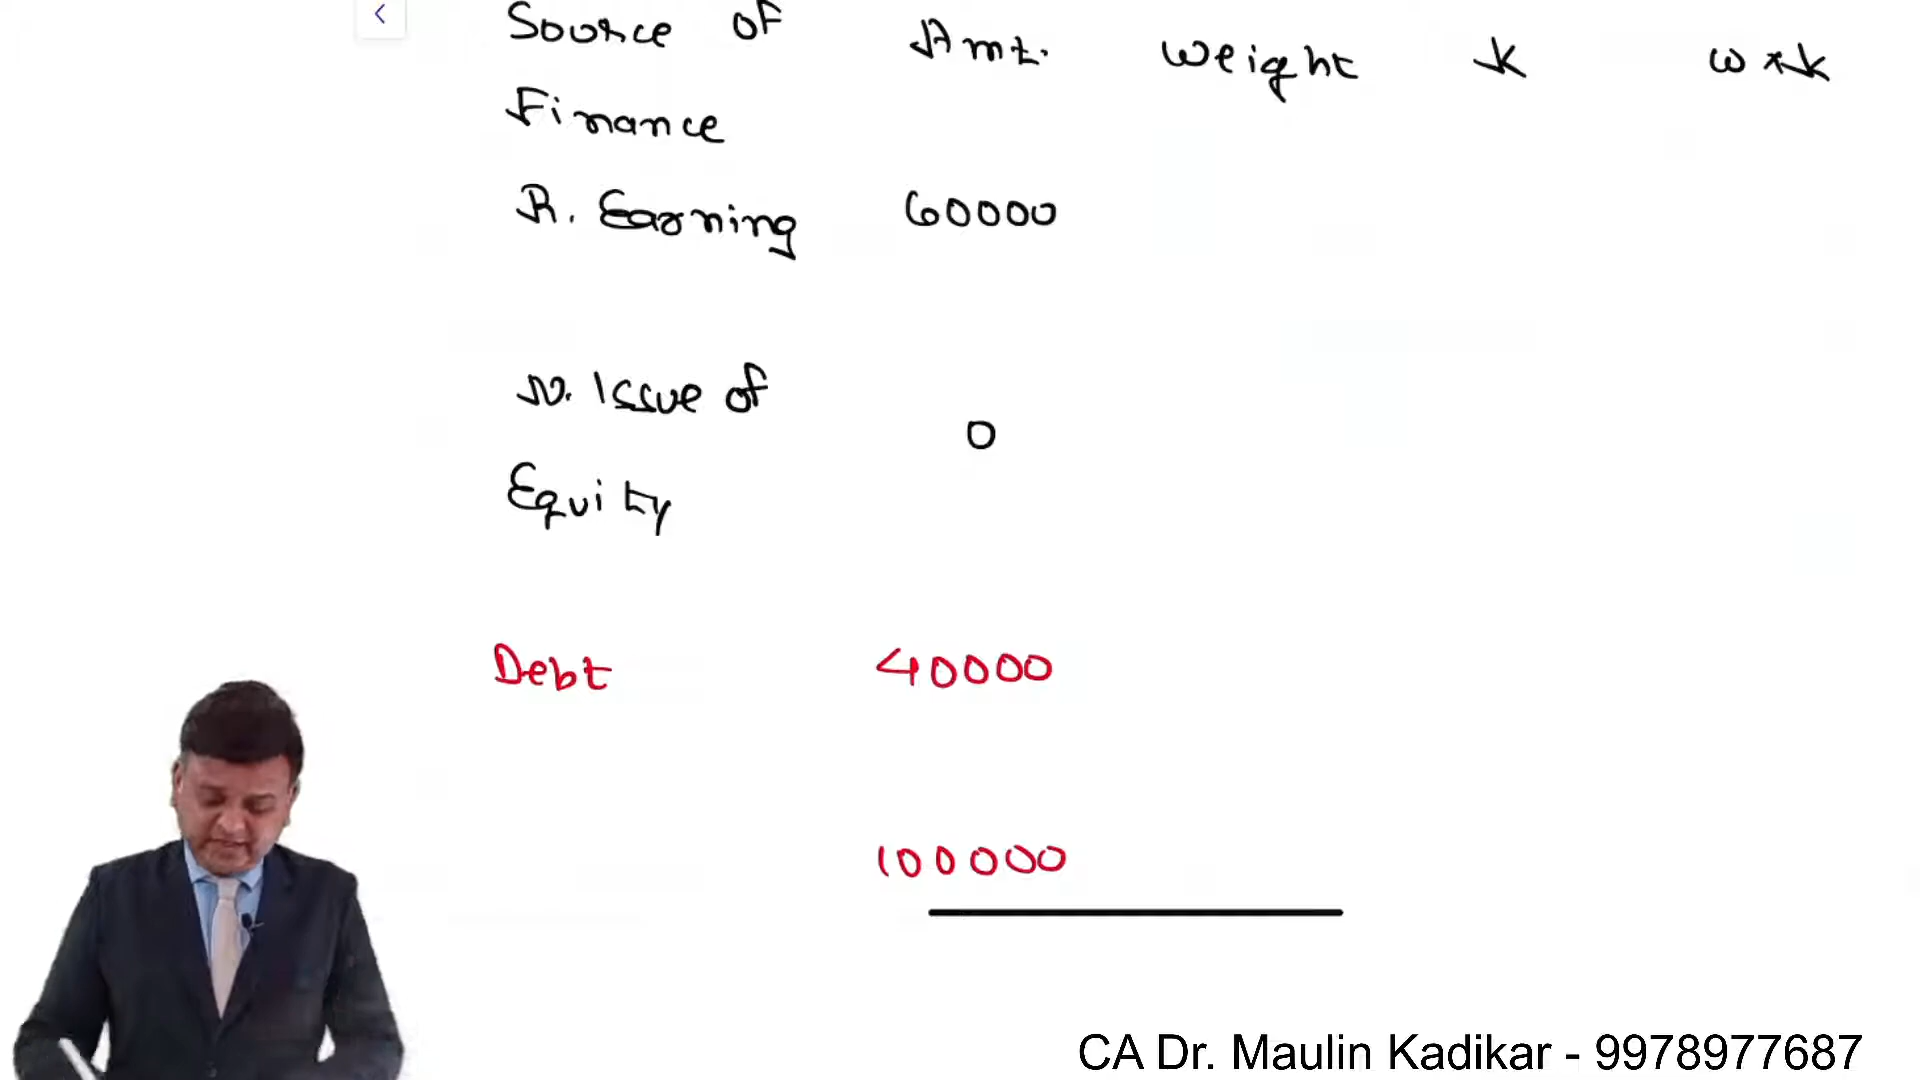 Source of Amt. Weight K W*K
Finance
R. Earning 60000
N. Issue of
Equity 0
Debt 40000
100000
CA Dr. Maulin Kadikar - 9978977687